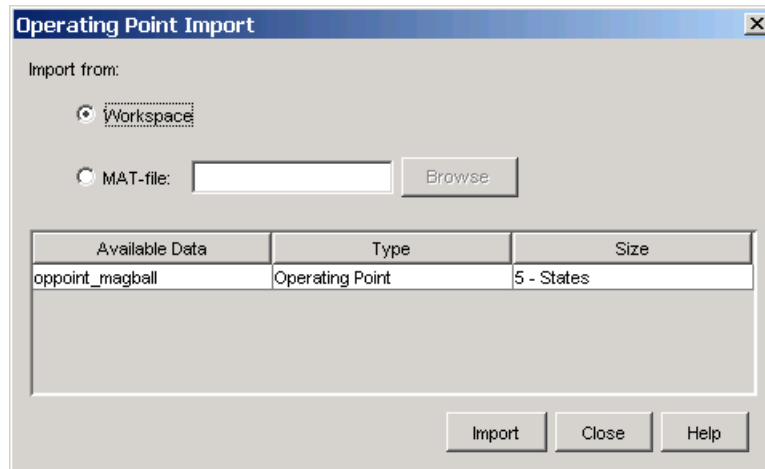 Operating Point Import
Import from:
Workspace
MAT-file:
Browse
Available Data Type Size
oppoint_magball Operating Point 5 - States
Import Close Help